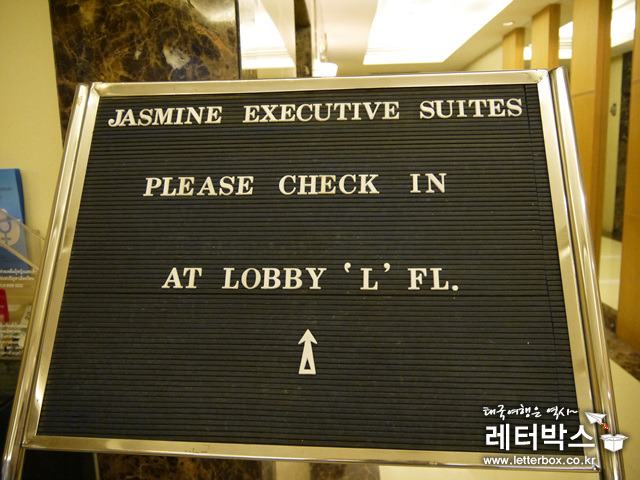 JASMINE EXECUTIVE SUITES
PLEASE CHECK IN
AT LOBBY 'L' FL.
태국여행은 역시~
레터박스
www.letterbox.co.kr